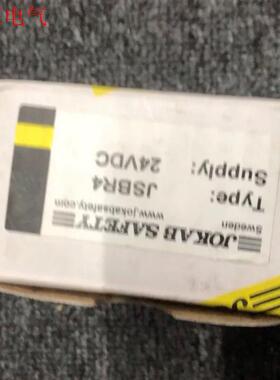 电气
JOKAB SAFETY
Sweden www.jokabsafety.com
Type: JSBR4
Supply: 24VDC